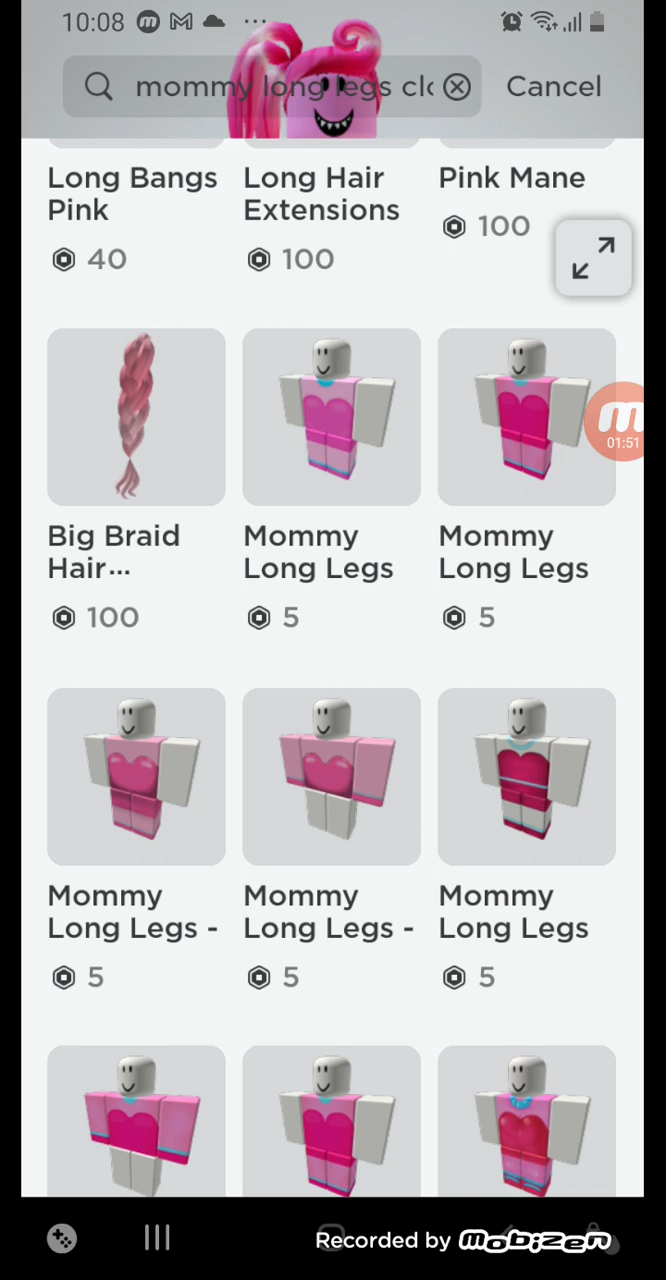 10:08
mommy long legs clo
Cancel
Long Bangs Pink
Long Hair Extensions
Pink Mane
40
100
100
01:51
Big Braid Hair...
Mommy Long Legs
Mommy Long Legs
100
5
5
Mommy Long Legs -
Mommy Long Legs -
Mommy Long Legs
5
5
5
Recorded by mobizen